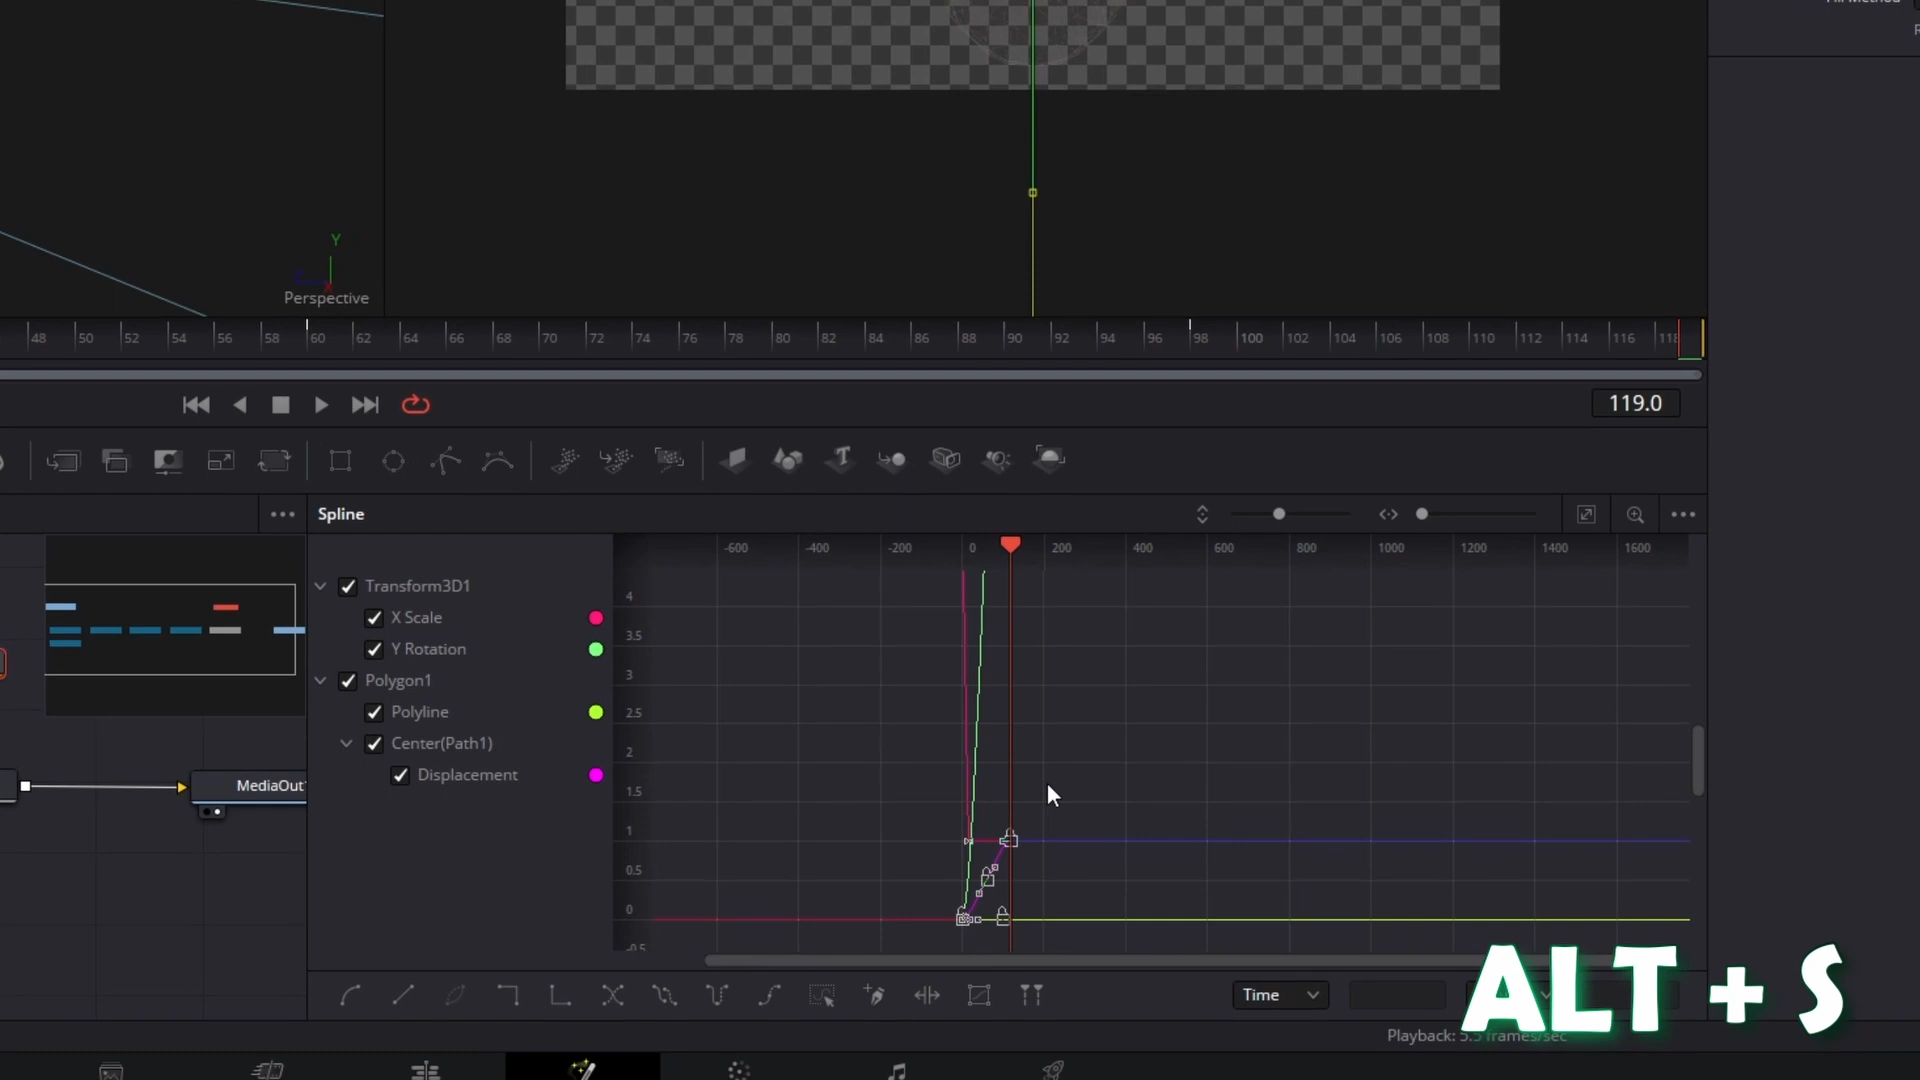 Y
Perspective
48 50 52 54 56 58 60 62 64 66 68 70 72 74 76 78 80 82 84 86 88 90 92 94 96 98 100 102 104 106 108 110 112 114 116
119.0
Spline
-600 -400 -200 0 200 400 600 800 1000 1200 1400 1600
Transform3D1
X Scale
Y Rotation
Polygon1
Polyline
Center(Path1)
Displacement
4
3.5
3
2.5
2
1.5
1
0.5
0
-0.5
MediaOut
Time
ALT + S
Playback: 5.5 frames/sec